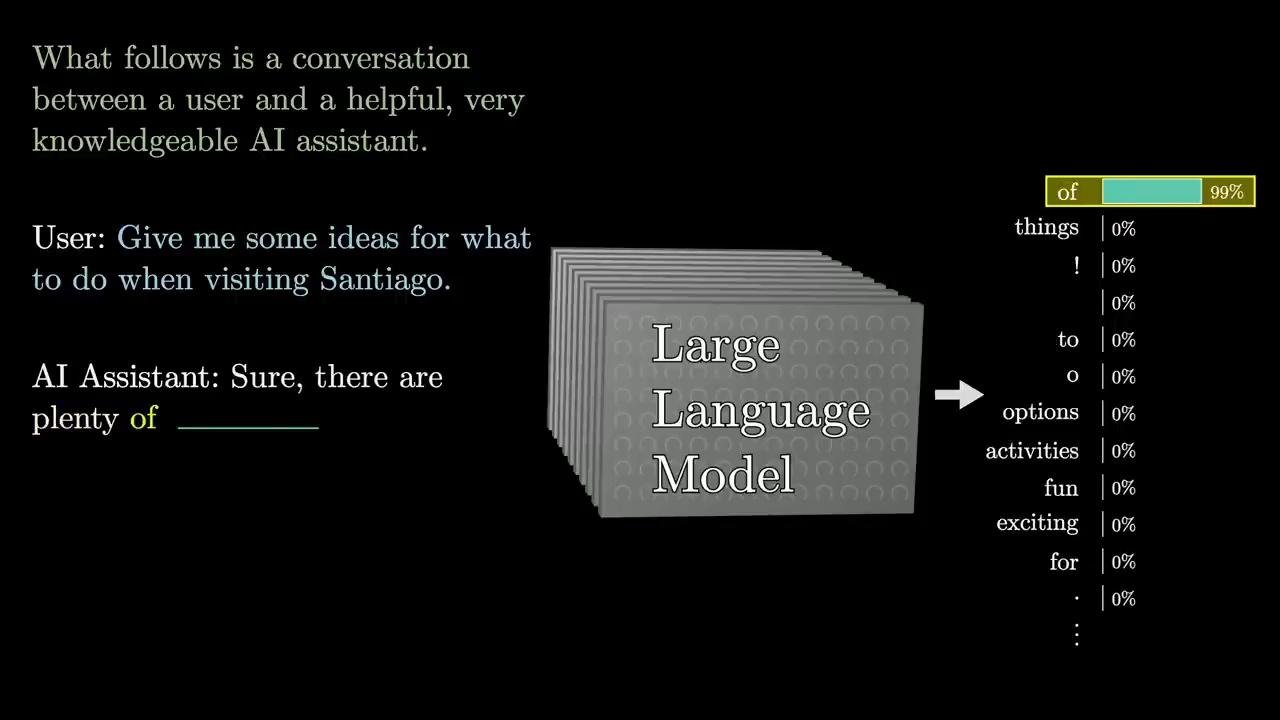 What follows is a conversation
between a user and a helpful, very
knowledgeable AI assistant.
User: Give me some ideas for what
to do when visiting Santiago.
AI Assistant: Sure, there are
plenty of
Large
Language
Model
of 99%
things 0%
! 0%
0%
to 0%
o 0%
options 0%
activities 0%
fun 0%
exciting 0%
for 0%
. 0%
⋮